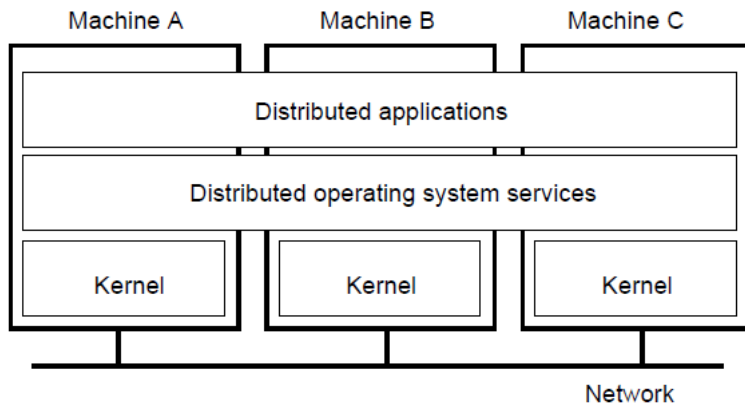 Machine A
Machine B
Machine C
Distributed applications
Distributed operating system services
Kernel
Kernel
Kernel
Network